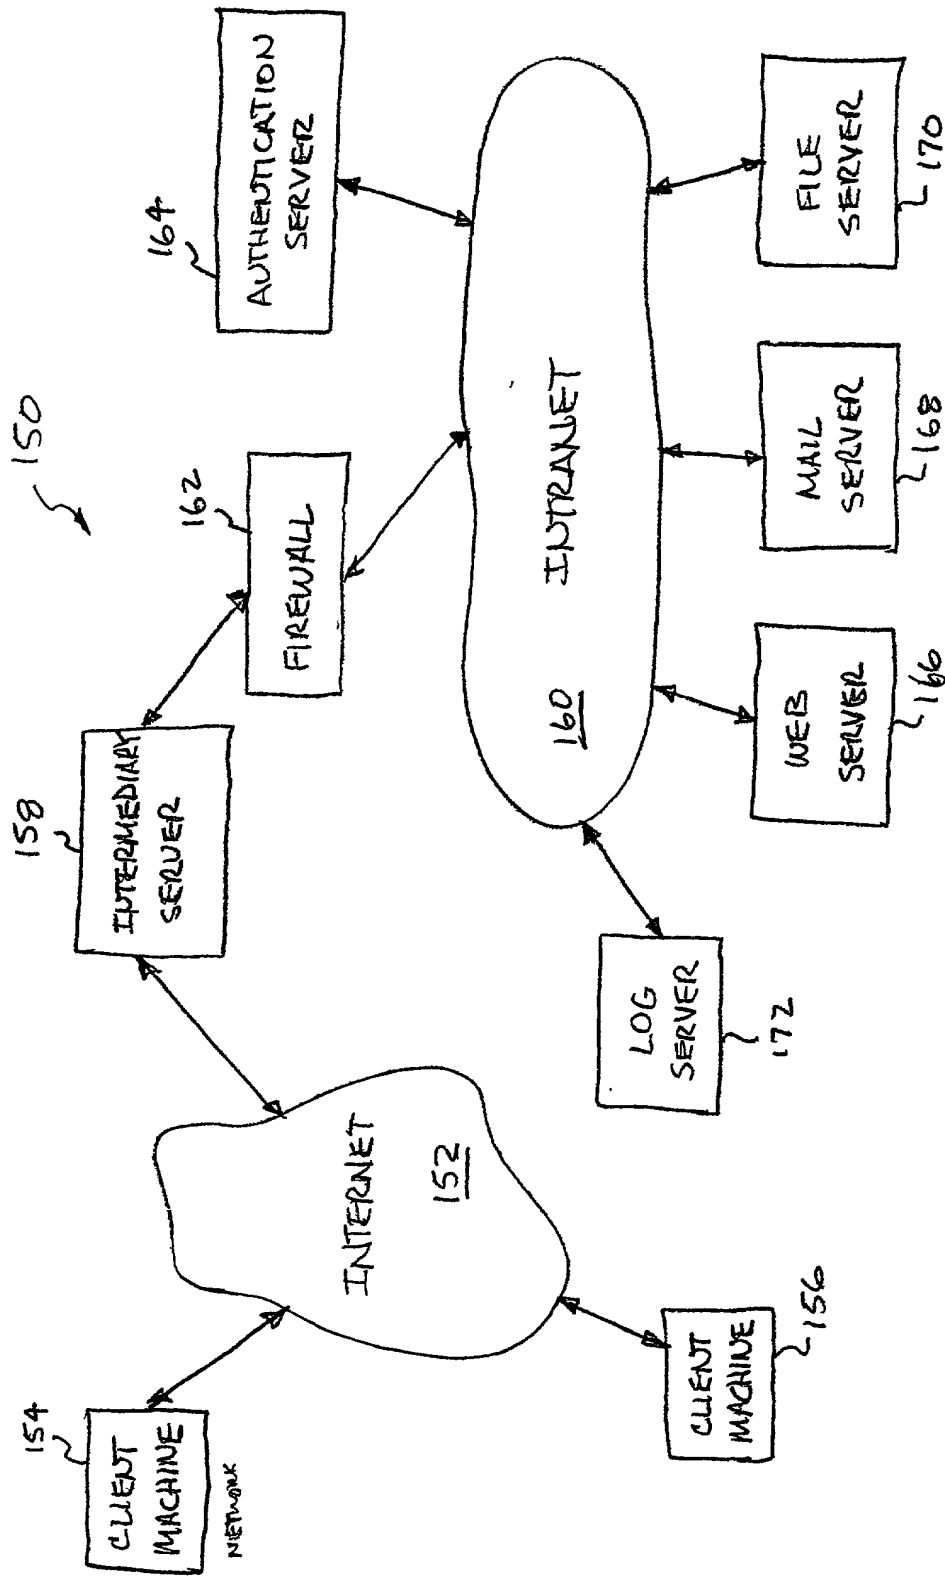 150
154
CLIENT
MACHINE
NETWORK
INTERNET
152
CLIENT
MACHINE
156
158
INTERMEDIARY
SERVER
162
FIREWALL
164
AUTHENTICATION
SERVER
INTRANET
160
LOG
SERVER
172
WEB
SERVER
166
MAIL
SERVER
168
FILE
SERVER
170